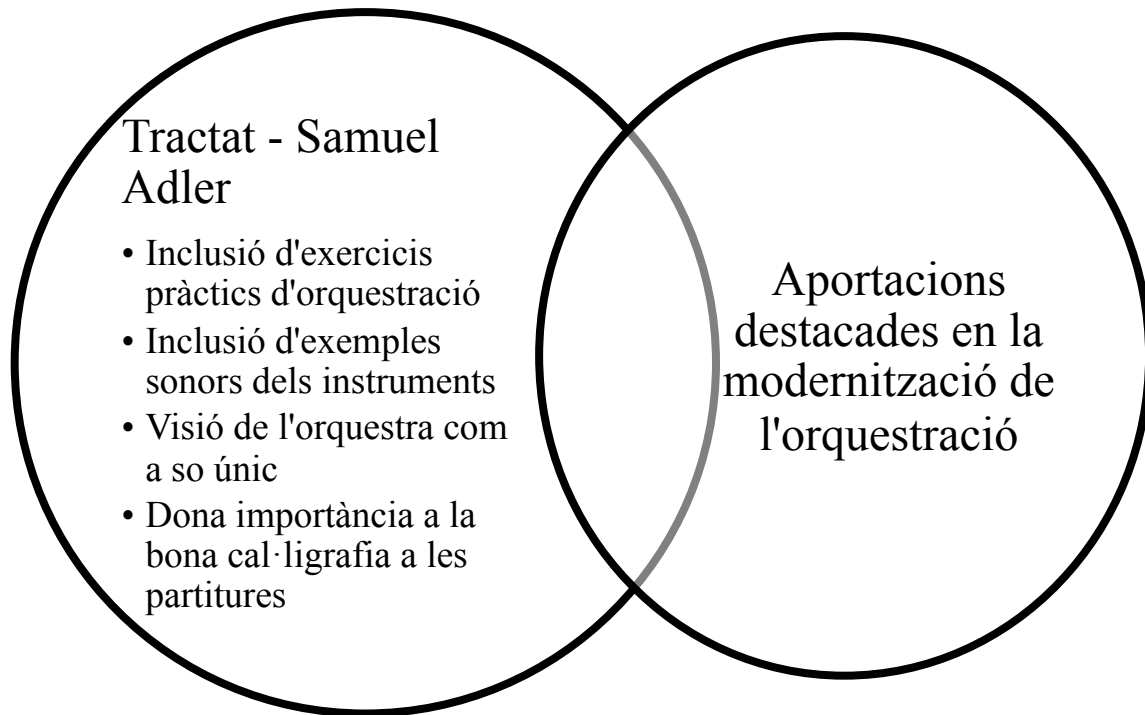 Tractat - Samuel
Adler
• Inclusió d'exercicis
pràctics d'orquestració
• Inclusió d'exemples
sonors dels instruments
• Visió de l'orquestra com
a so únic
• Dona importància a la
bona cal·ligrafia a les
partitures
Aportacions
destacades en la
modernització de
l'orquestració